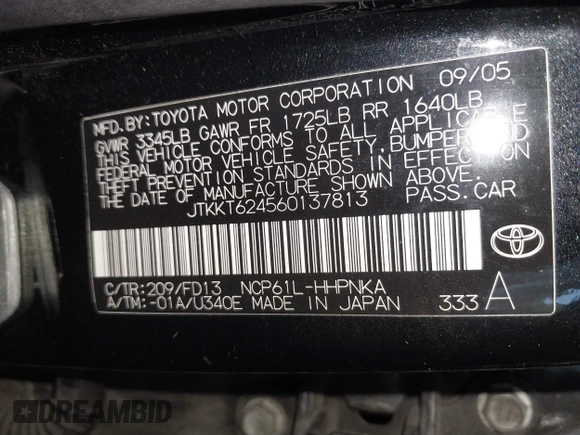 MFD. BY: TOYOTA MOTOR CORPORATION 09/05
GVWR 3345LB GAWR FR 1725LB RR 1640LB
THIS VEHICLE CONFORMS TO ALL APPLICABLE
FEDERAL MOTOR VEHICLE SAFETY, BUMPER, AND
THEFT PREVENTION STANDARDS IN EFFECT ON
THE DATE OF MANUFACTURE SHOWN ABOVE.
JTKKT624560137813 PASS. CAR
C/TR: 209/FD13 NCP61L-HHPNKA
A/TM: -01A/U340E MADE IN JAPAN 333 A
TOYOTA
DREAMBID